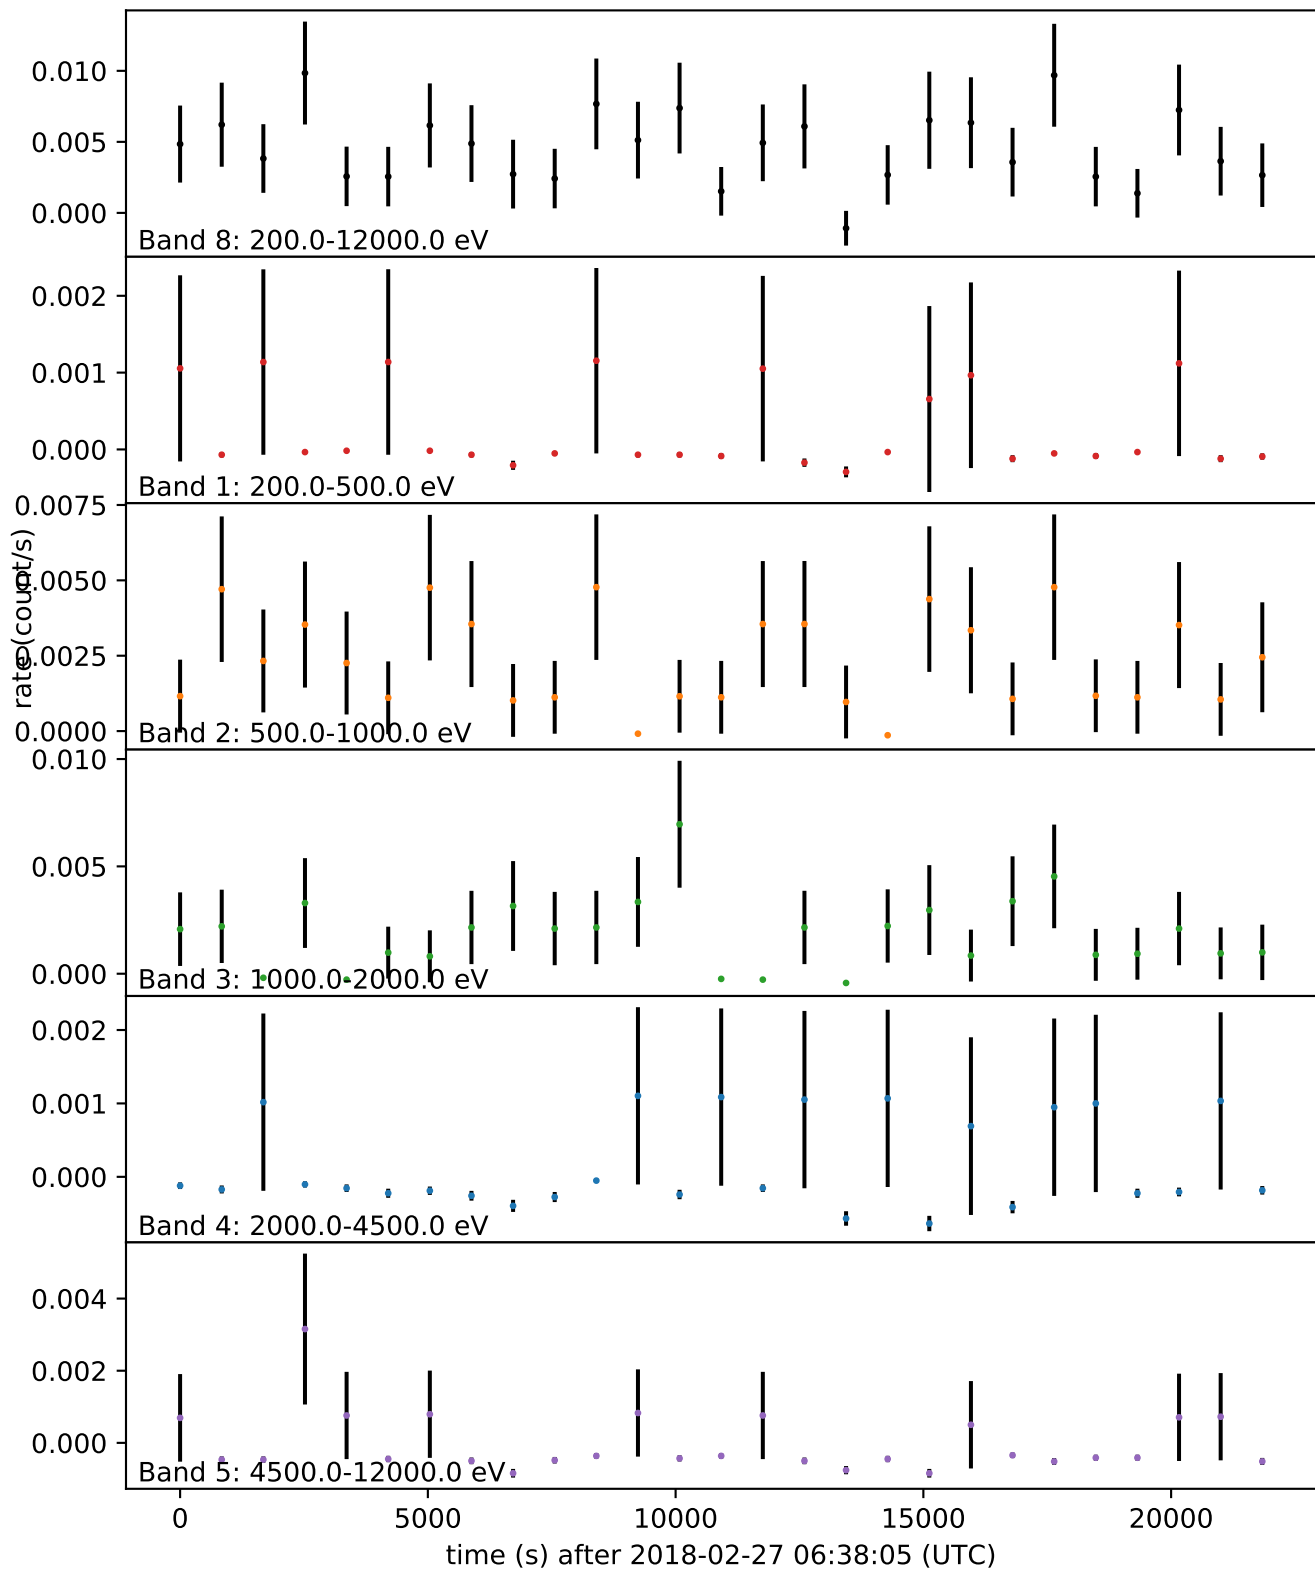 0.010
0.005
0.000
Band 8: 200.0-12000.0 eV
0.002
0.001
0.000
Band 1: 200.0-500.0 eV
rate (count/s)
0.0075
0.0050
0.0025
0.0000
Band 2: 500.0-1000.0 eV
0.010
0.005
0.000
Band 3: 1000.0-2000.0 eV
0.002
0.001
0.000
Band 4: 2000.0-4500.0 eV
0.004
0.002
0.000
Band 5: 4500.0-12000.0 eV
0 5000 10000 15000 20000
time (s) after 2018-02-27 06:38:05 (UTC)